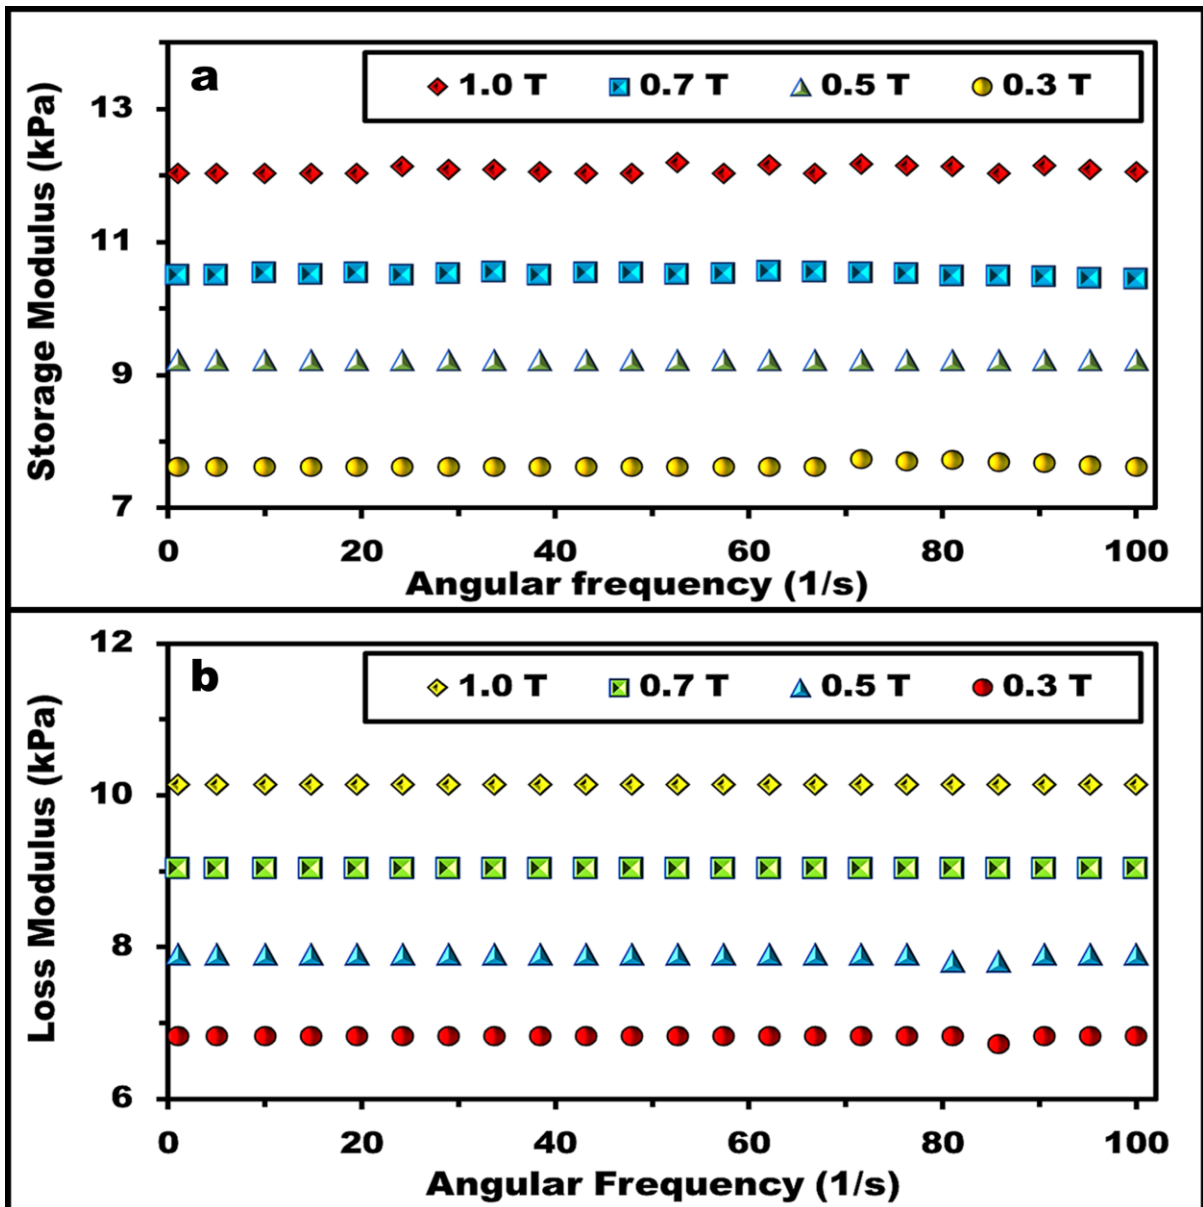 a
1.0 T 0.7 T 0.5 T 0.3 T
Storage Modulus (kPa)
13
11
9
7
0 20 40 60 80 100
Angular frequency (1/s)
b
1.0 T 0.7 T 0.5 T 0.3 T
Loss Modulus (kPa)
12
10
8
6
0 20 40 60 80 100
Angular Frequency (1/s)